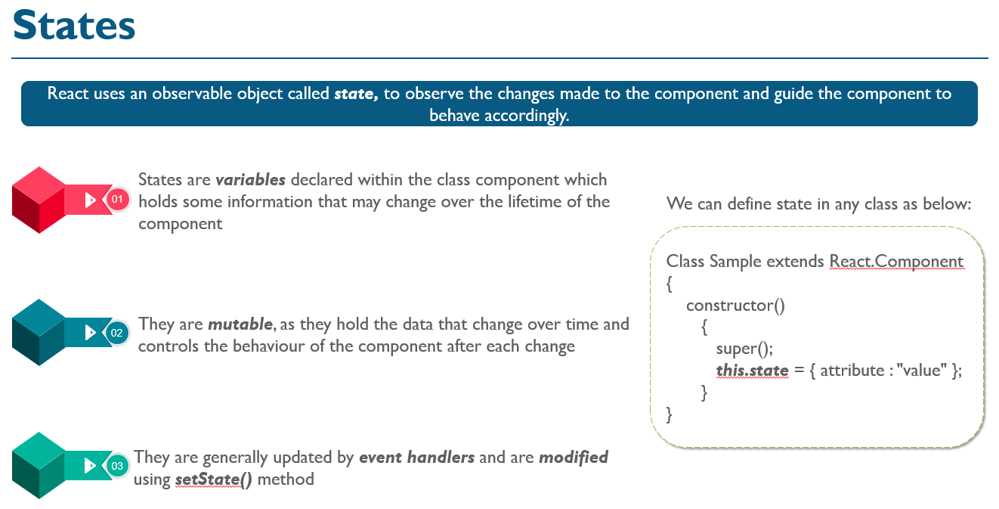 States
React uses an observable object called state, to observe the changes made to the component and guide the component to
behave accordingly.
01
States are variables declared within the class component which
holds some information that may change over the lifetime of the
component
02
They are mutable, as they hold the data that change over time and
controls the behaviour of the component after each change
03
They are generally updated by event handlers and are modified
using setState() method
We can define state in any class as below:
Class Sample extends React.Component
{
constructor()
{
super();
this.state = { attribute : "value" };
}
}